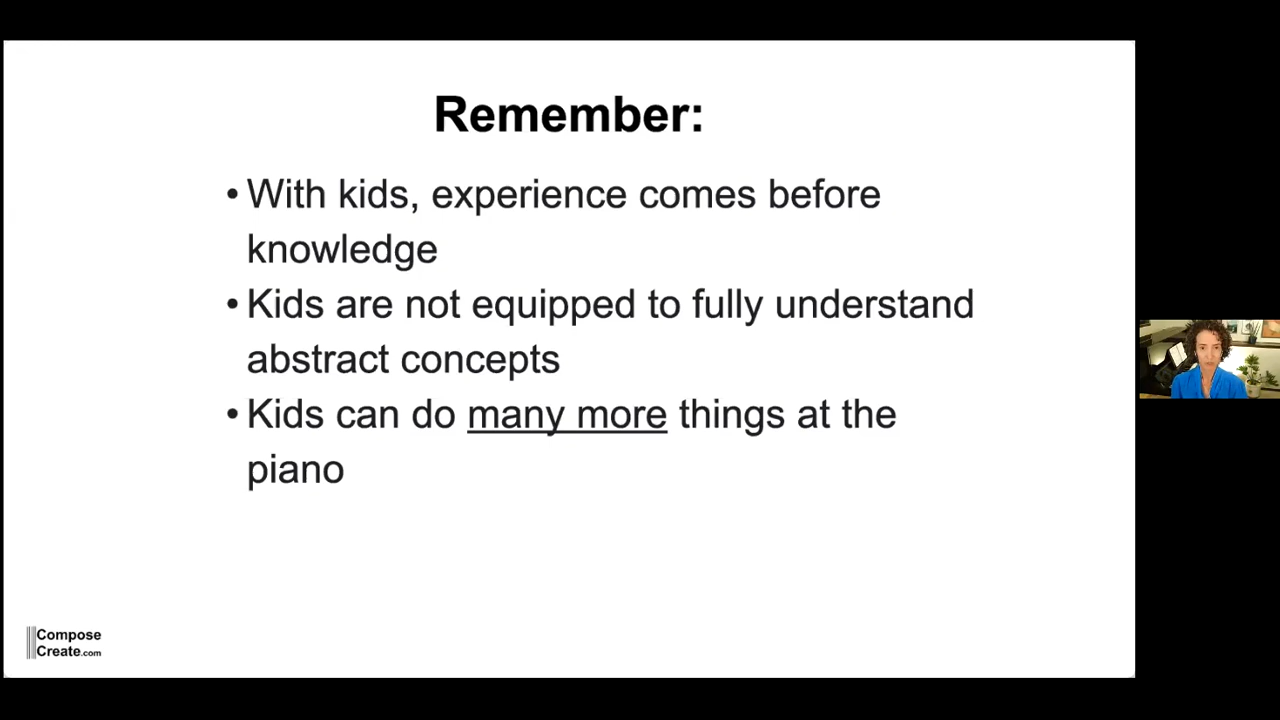 Remember:
• With kids, experience comes before
knowledge
• Kids are not equipped to fully understand
abstract concepts
• Kids can do many more things at the
piano
Compose
Create.com